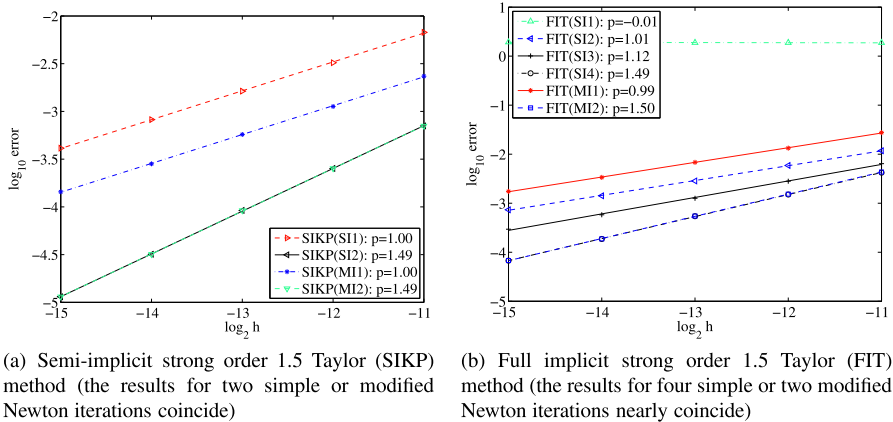 −2
−2.5
−3
−3.5
−4
−4.5
−5
log10 error
SIKP(SI1): p=1.00
SIKP(SI2): p=1.49
SIKP(MI1): p=1.00
SIKP(MI2): p=1.49
−15 −14 −13 −12 −11
log2 h
(a) Semi-implicit strong order 1.5 Taylor (SIKP)
method (the results for two simple or modified
Newton iterations coincide)
0
−1
−2
−3
−4
−5
log10 error
FIT(SI1): p=−0.01
FIT(SI2): p=1.01
FIT(SI3): p=1.12
FIT(SI4): p=1.49
FIT(MI1): p=0.99
FIT(MI2): p=1.50
−15 −14 −13 −12 −11
log2 h
(b) Full implicit strong order 1.5 Taylor (FIT)
method (the results for four simple or two modified
Newton iterations nearly coincide)